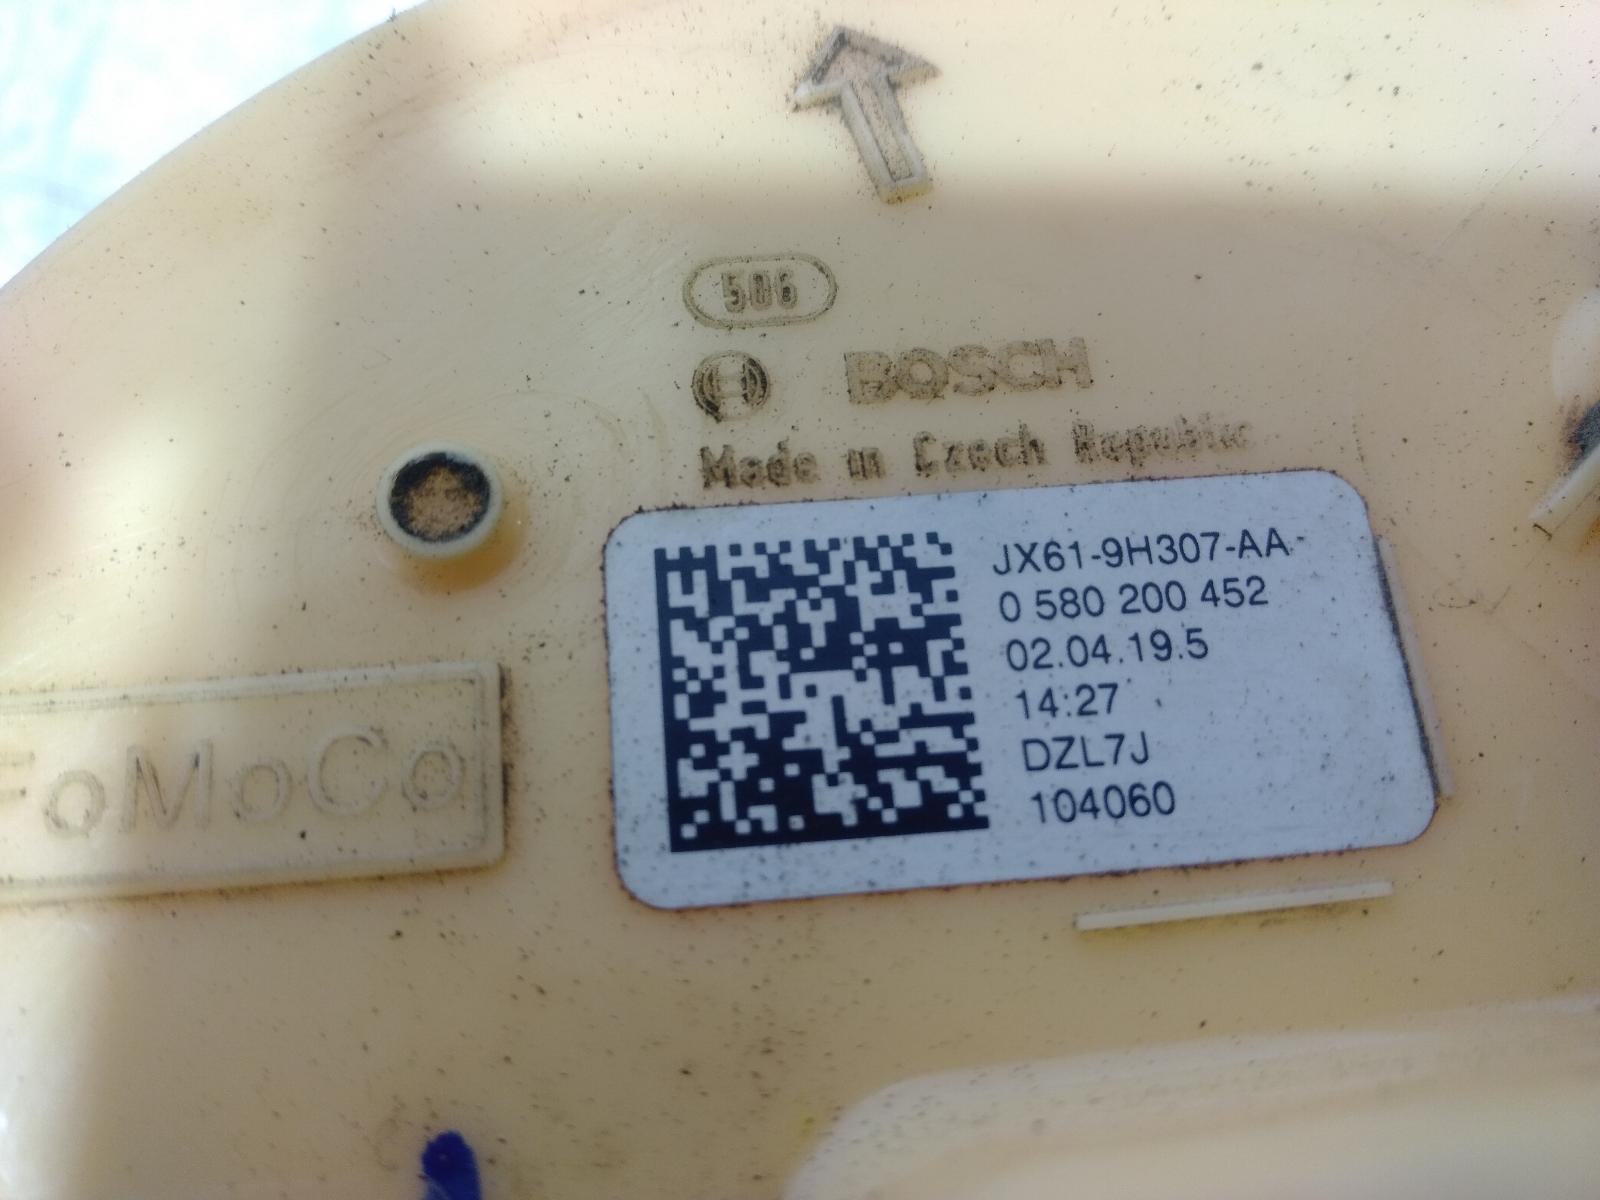 506
BOSCH
Made in Czech Republic
JX61-9H307-AA
0 580 200 452
02.04.19.5
14:27
DZL7J
104060
FoMoCo